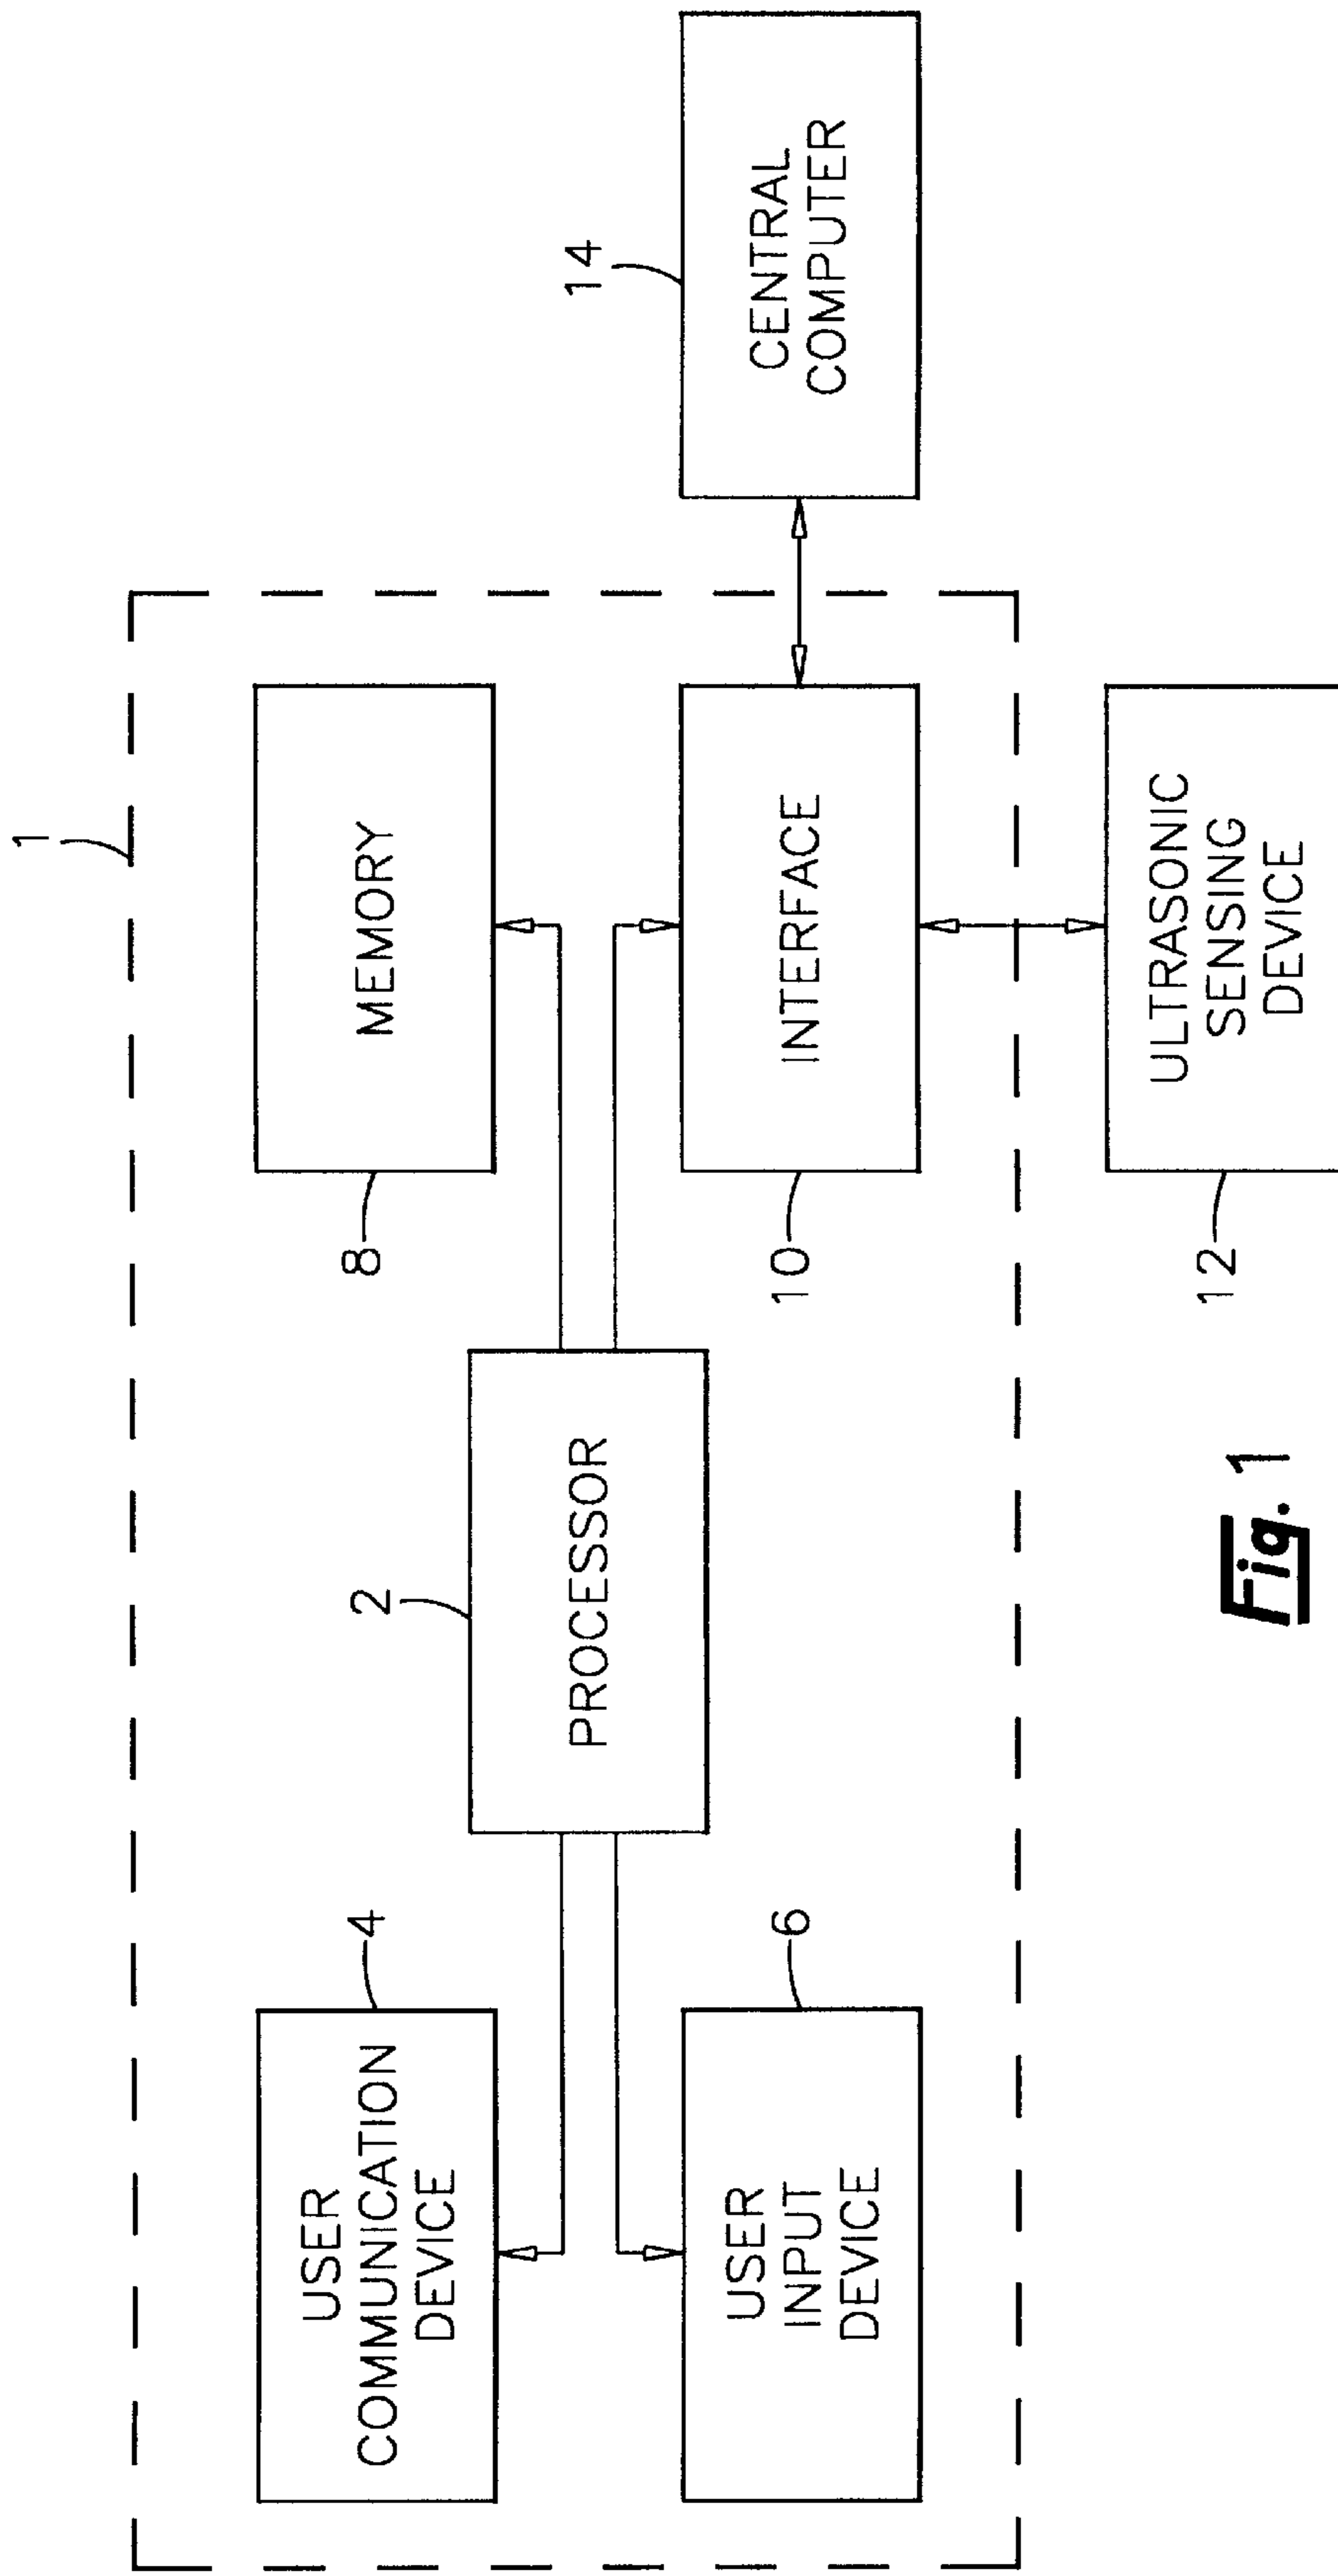 1
USER
COMMUNICATION
DEVICE
4
2
PROCESSOR
8
MEMORY
14
CENTRAL
COMPUTER
USER
INPUT
DEVICE
6
10
INTERFACE
12
ULTRASONIC
SENSING
DEVICE
Fig. 1